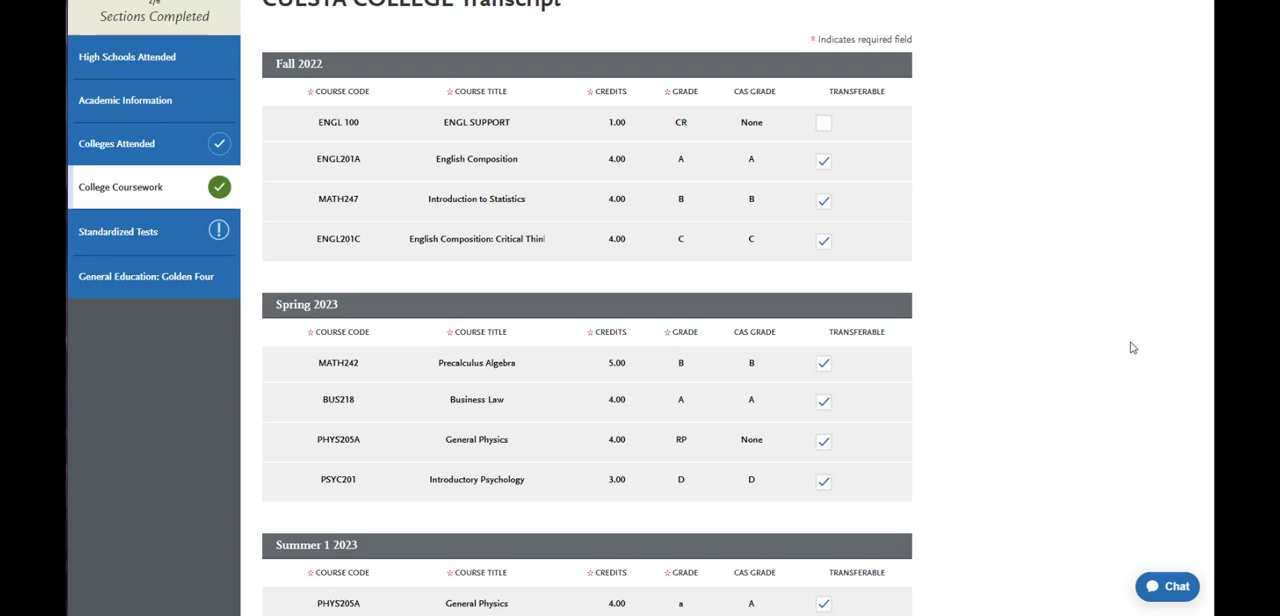 2/6
CUESTA COLLEGE Transcript
Sections Completed
High Schools Attended
Academic Information
Colleges Attended
College Coursework
Standardized Tests
General Education: Golden Four
* Indicates required field
Fall 2022
☆ COURSE CODE ☆ COURSE TITLE ☆ CREDITS ☆ GRADE CAS GRADE TRANSFERABLE
ENGL 100 ENGL SUPPORT 1.00 CR None
ENGL201A English Composition 4.00 A A
MATH247 Introduction to Statistics 4.00 B B
ENGL201C English Composition: Critical Thin 4.00 C C
Spring 2023
☆ COURSE CODE ☆ COURSE TITLE ☆ CREDITS ☆ GRADE CAS GRADE TRANSFERABLE
MATH242 Precalculus Algebra 5.00 B B
BUS218 Business Law 4.00 A A
PHYS205A General Physics 4.00 RP None
PSYC201 Introductory Psychology 3.00 D D
Summer 1 2023
☆ COURSE CODE ☆ COURSE TITLE ☆ CREDITS ☆ GRADE CAS GRADE TRANSFERABLE
PHYS205A General Physics 4.00 a A
Chat